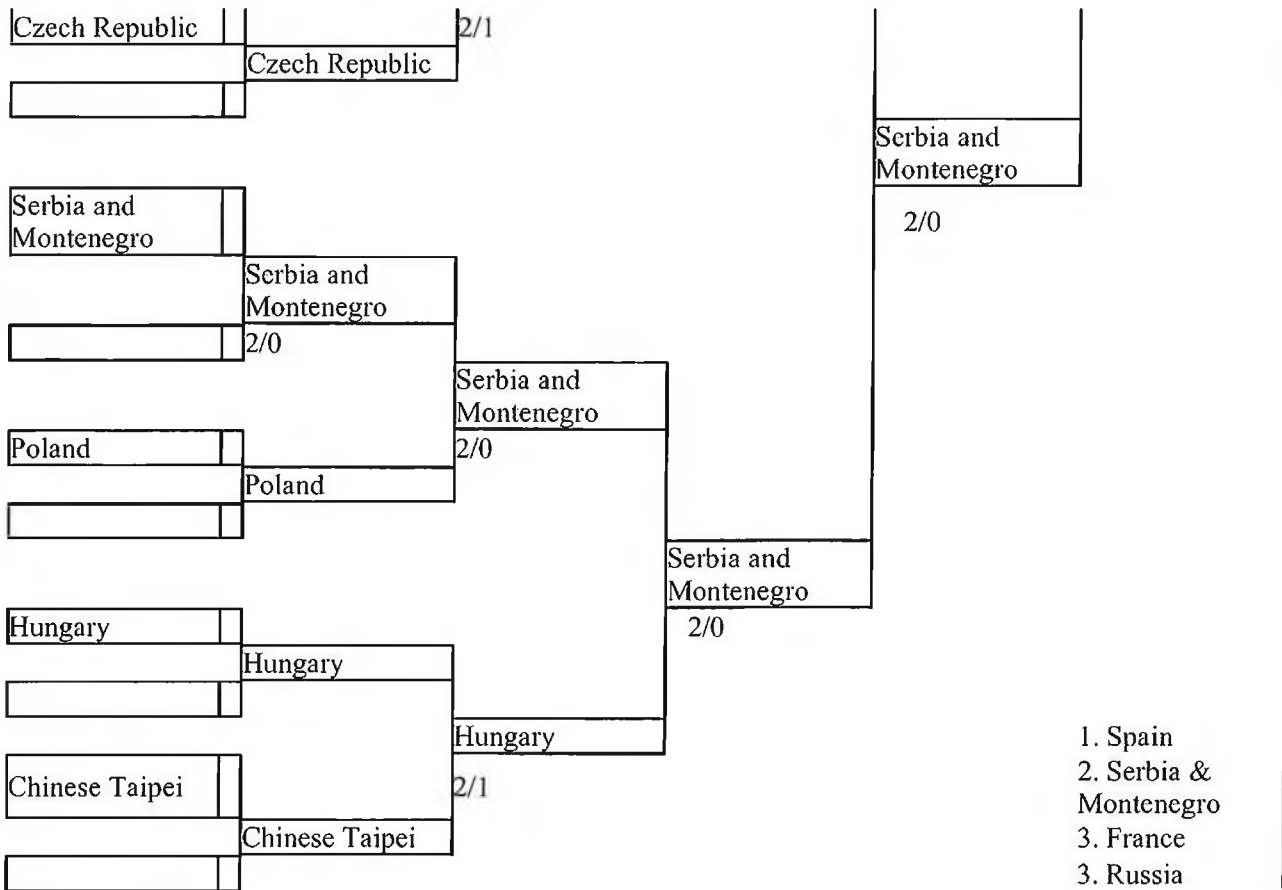 Czech Republic
2/1
Czech Republic
Serbia and
Montenegro
2/0
Serbia and
Montenegro
Serbia and
Montenegro
2/0
Serbia and
Montenegro
2/0
Poland
Poland
Serbia and
Montenegro
2/0
Hungary
Hungary
Hungary
2/1
Chinese Taipei
Chinese Taipei
1. Spain
2. Serbia &
Montenegro
3. France
3. Russia